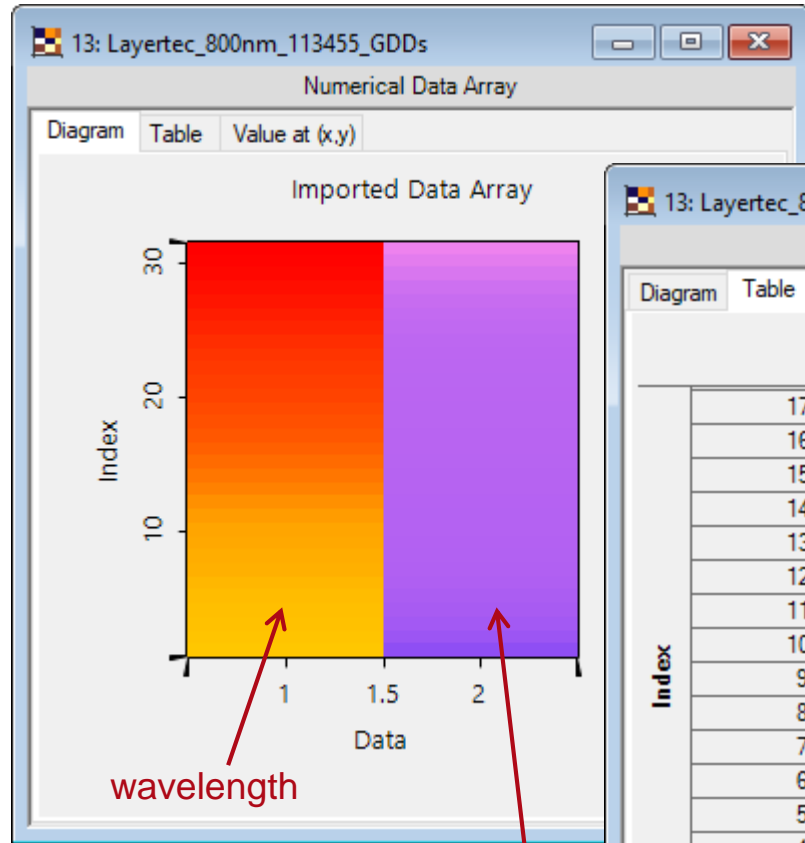 13: Layertec_800nm_113455_GDDs
Numerical Data Array
Diagram Table Value at (x,y)
Imported Data Array
30
20
10
Index
1 1.5 2
Data
wavelength
13: Layertec_8
Diagram Table
Index
17
16
15
14
13
12
11
10
9
8
7
6
5